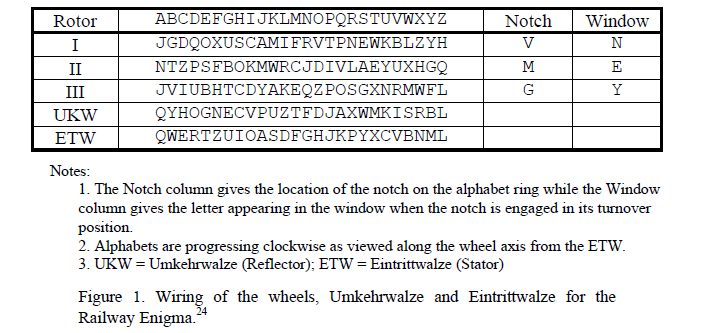 Rotor ABCDEFGHIJKLMNOPQRSTUVWXYZ Notch Window
I JGDQOXUSCAMIFRVTPNEWKBLZYH V N
II NTZPSFBOKMWRCJDIVLAEYUXHGQ M E
III JVIUBHTCDYAKEQZPOSGXNRMWFL G Y
UKW QYHOGNECVPUZTFDJAXWMKISRBL
ETW QWERTZUIOASDFGHJKPYXCVBNML
Notes:
1. The Notch column gives the location of the notch on the alphabet ring while the Window
column gives the letter appearing in the window when the notch is engaged in its turnover
position.
2. Alphabets are progressing clockwise as viewed along the wheel axis from the ETW.
3. UKW = Umkehrwalze (Reflector); ETW = Eintrittwalze (Stator)
Figure 1. Wiring of the wheels, Umkehrwalze and Eintrittwalze for the
Railway Enigma.24